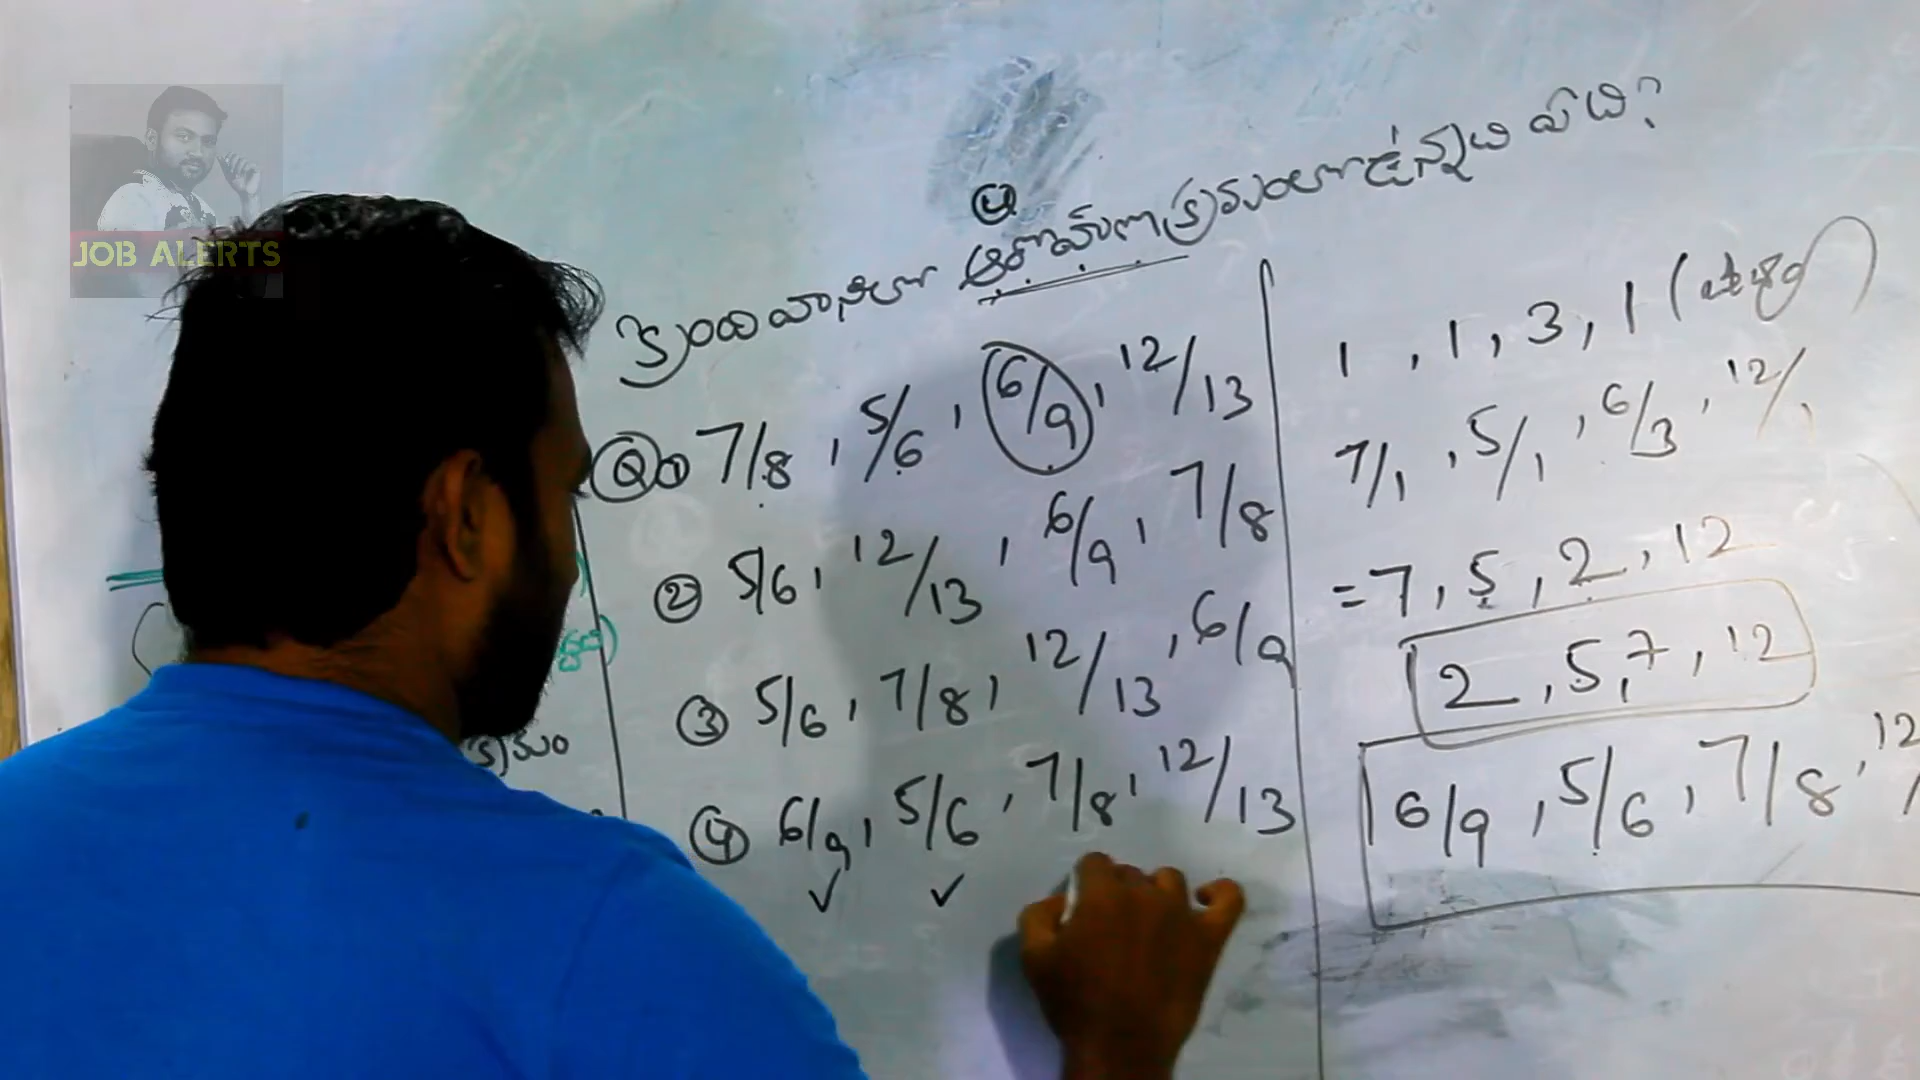 JOB ALERTS
④
క్రింది వానిలో ఆరోహణ క్రమంలో ఉన్నది ఏది?
Q ① 7/8, 5/6, 6/9, 12/13
② 5/6, 12/13, 6/9, 7/8
③ 5/6, 7/8, 12/13, 6/9
④ 6/9, 5/6, 7/8, 12/13
✓ ✓
క్రమం
1, 1, 3, 1 (
7/1, 5/1, 6/3, 12/1
= 7, 5, 2, 12
2, 5, 7, 12
6/9, 5/6, 7/8, 12/